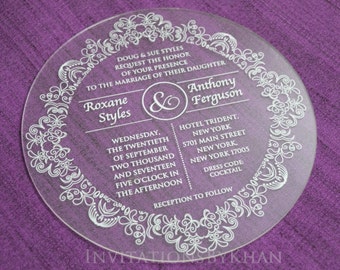 DOUG & SUE STYLES
REQUEST THE HONOR
OF YOUR PRESENCE
TO THE MARRIAGE OF THEIR DAUGHTER
Roxane
Styles
&
Anthony
Ferguson
WEDNESDAY,
THE TWENTIETH
OF SEPTEMBER
TWO THOUSAND
AND SEVENTEEN
FIVE O'CLOCK IN
THE AFTERNOON
HOTEL TRIDENT,
NEW YORK,
5701 MAIN STREET
NEW YORK,
NEW YORK 17003
DRESS CODE
COCKTAIL
RECEPTION TO FOLLOW
INVITATIONSBYKHAN